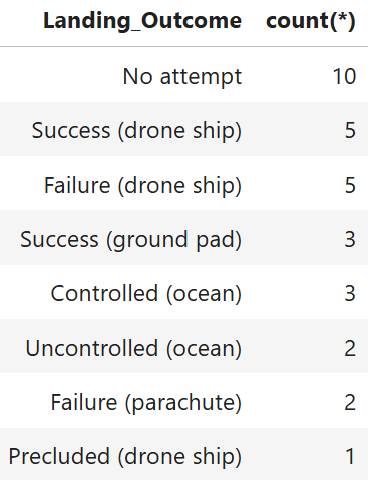 Landing_Outcome count(*)
No attempt 10
Success (drone ship) 5
Failure (drone ship) 5
Success (ground pad) 3
Controlled (ocean) 3
Uncontrolled (ocean) 2
Failure (parachute) 2
Precluded (drone ship) 1